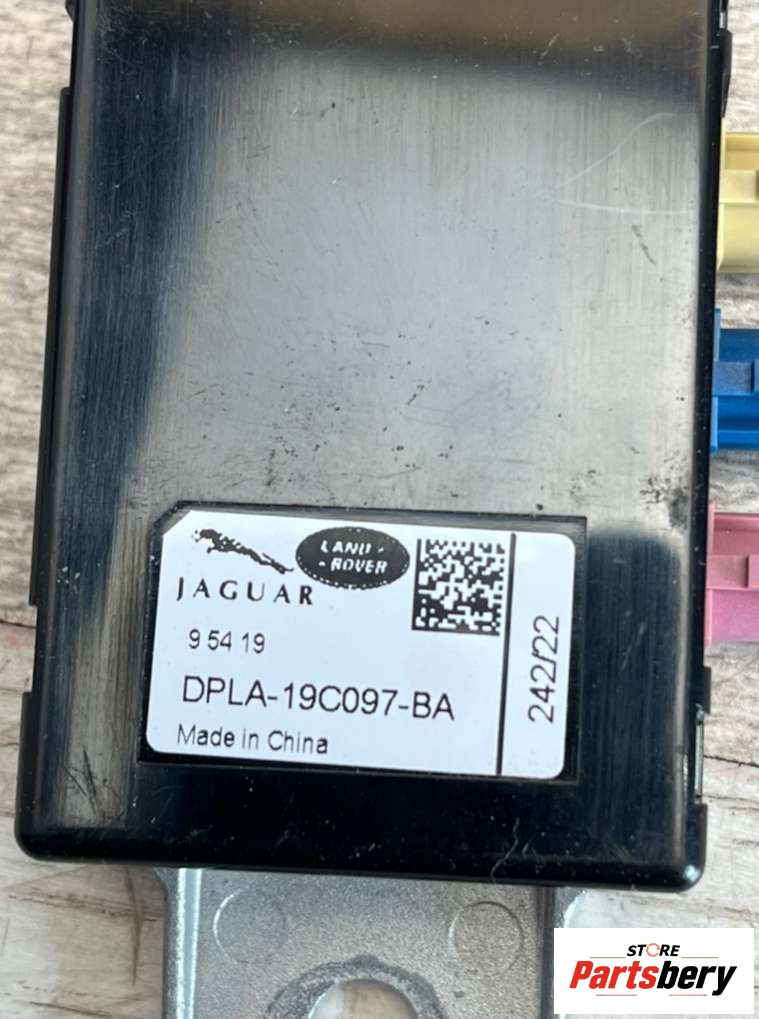 LAND-
-ROVER
JAGUAR
9 54 19
DPLA-19C097-BA
Made in China
242/22
STORE
Partsbery